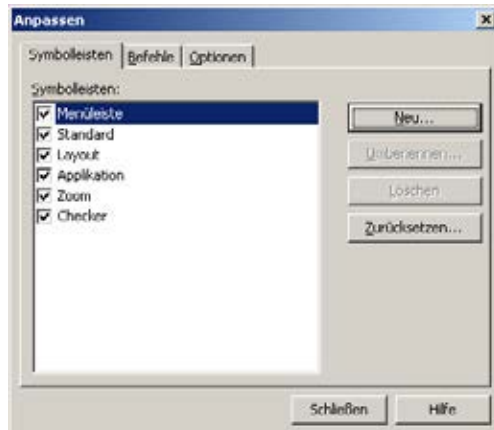 Anpassen
Symbolleisten Befehle Optionen
Symbolleisten:
Menüleiste
Standard
Layout
Applikation
Zoom
Checker
Neu...
Umbenennen...
Löschen
Zurücksetzen...
Schließen Hilfe